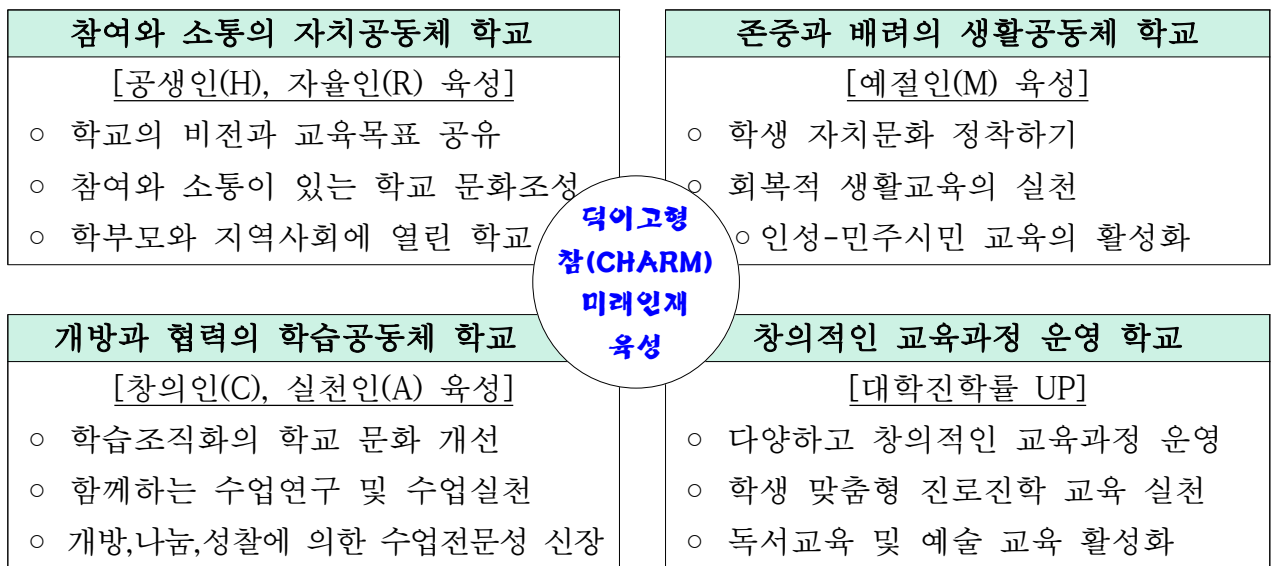 참여와 소통의 자치공동체 학교
[공생인(H), 자율인(R) 육성]
○ 학교의 비전과 교육목표 공유
○ 참여와 소통이 있는 학교 문화조성
○ 학부모와 지역사회에 열린 학교
존중과 배려의 생활공동체 학교
[예절인(M) 육성]
○ 학생 자치문화 정착하기
○ 회복적 생활교육의 실천
○ 인성-민주시민 교육의 활성화
덕이고형
참(CHARM)
미래인재
육성
개방과 협력의 학습공동체 학교
[창의인(C), 실천인(A) 육성]
○ 학습조직화의 학교 문화 개선
○ 함께하는 수업연구 및 수업실천
○ 개방,나눔,성찰에 의한 수업전문성 신장
창의적인 교육과정 운영 학교
[대학진학률 UP]
○ 다양하고 창의적인 교육과정 운영
○ 학생 맞춤형 진로진학 교육 실천
○ 독서교육 및 예술 교육 활성화